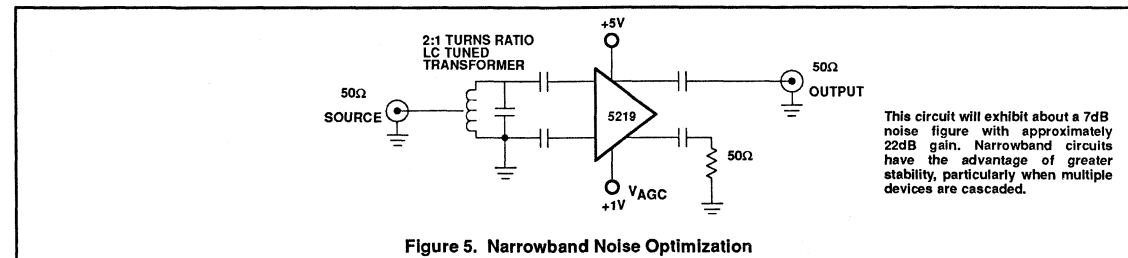 +5V
2:1 TURNS RATIO
LC TUNED
TRANSFORMER
50Ω
SOURCE
5219
50Ω
OUTPUT
50Ω
VAGC
+1V
This circuit will exhibit about a 7dB
noise figure with approximately
22dB gain. Narrowband circuits
have the advantage of greater
stability, particularly when multiple
devices are cascaded.
Figure 5. Narrowband Noise Optimization